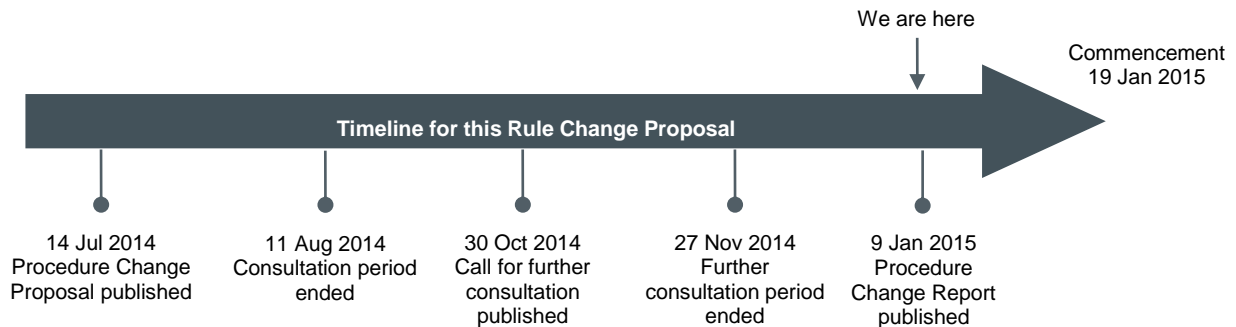 We are here
Commencement
19 Jan 2015
Timeline for this Rule Change Proposal
14 Jul 2014
Procedure Change
Proposal published
11 Aug 2014
Consultation period
ended
30 Oct 2014
Call for further
consultation
published
27 Nov 2014
Further
consultation period
ended
9 Jan 2015
Procedure
Change Report
published